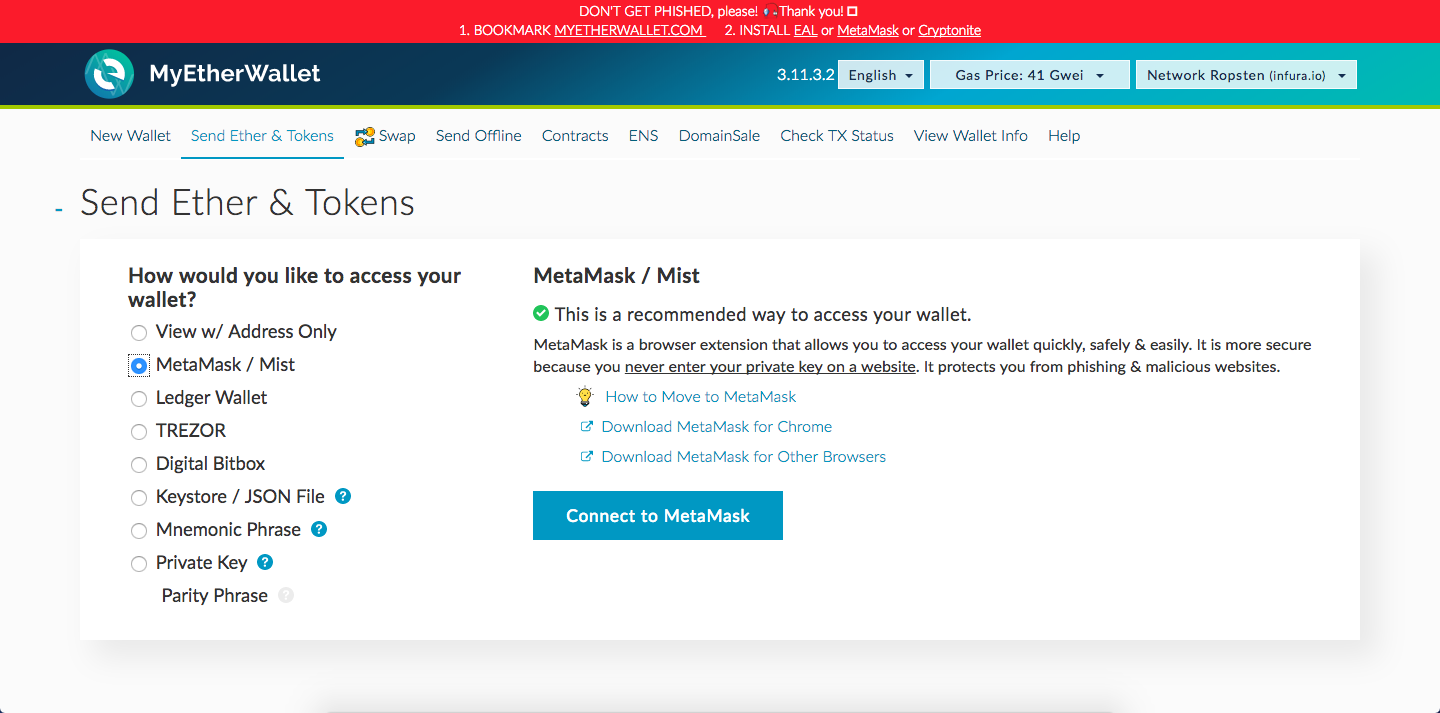 DON'T GET PHISHED, please! Thank you!
1. BOOKMARK MYETHERWALLET.COM 2. INSTALL EAL or MetaMask or Cryptonite
MyEtherWallet
3.11.3.2 English Gas Price: 41 Gwei Network Ropsten (infura.io)
New Wallet Send Ether & Tokens Swap Send Offline Contracts ENS DomainSale Check TX Status View Wallet Info Help
- Send Ether & Tokens
How would you like to access your
wallet?
View w/ Address Only
MetaMask / Mist
Ledger Wallet
TREZOR
Digital Bitbox
Keystore / JSON File ?
Mnemonic Phrase ?
Private Key ?
Parity Phrase ?
MetaMask / Mist
This is a recommended way to access your wallet.
MetaMask is a browser extension that allows you to access your wallet quickly, safely & easily. It is more secure
because you never enter your private key on a website. It protects you from phishing & malicious websites.
How to Move to MetaMask
Download MetaMask for Chrome
Download MetaMask for Other Browsers
Connect to MetaMask